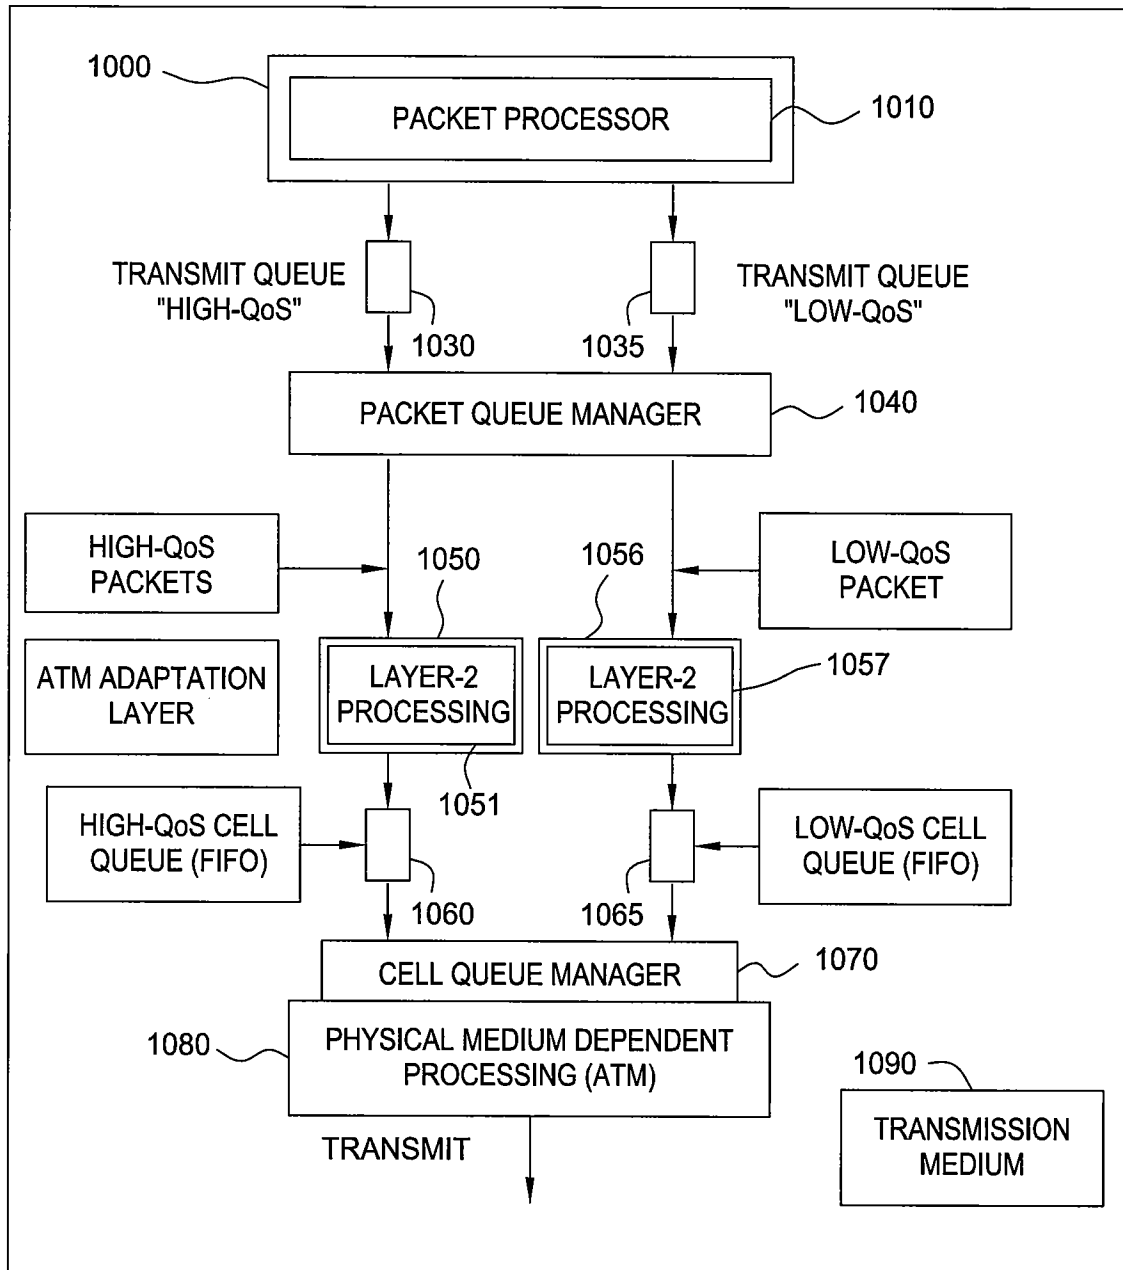 1000
PACKET PROCESSOR
1010
TRANSMIT QUEUE
"HIGH-QoS"
1030
1035
TRANSMIT QUEUE
"LOW-QoS"
PACKET QUEUE MANAGER
1040
HIGH-QoS
PACKETS
1050
1056
LOW-QoS
PACKET
ATM ADAPTATION
LAYER
LAYER-2
PROCESSING
LAYER-2
PROCESSING
1057
1051
HIGH-QoS CELL
QUEUE (FIFO)
LOW-QoS CELL
QUEUE (FIFO)
1060
1065
CELL QUEUE MANAGER
1070
1080
PHYSICAL MEDIUM DEPENDENT
PROCESSING (ATM)
1090
TRANSMISSION
MEDIUM
TRANSMIT